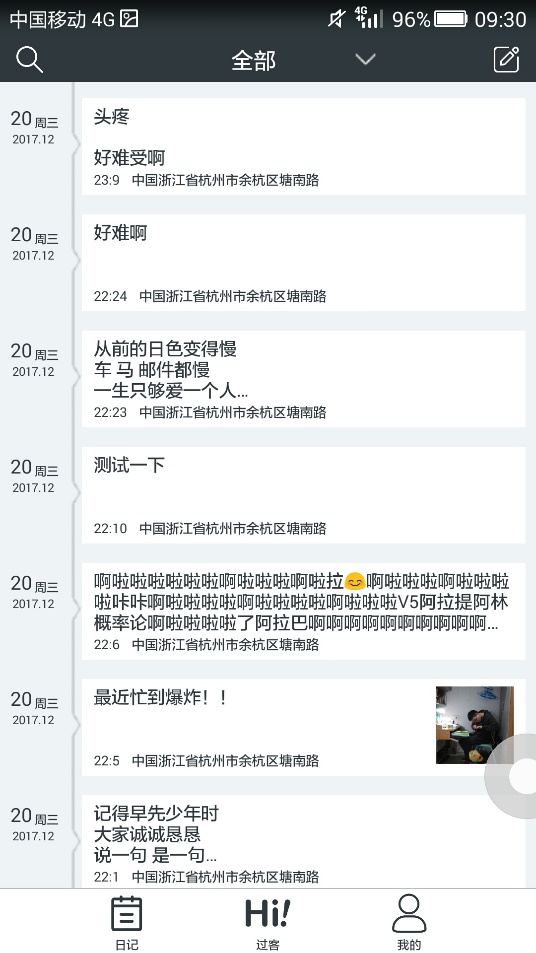 中国移动 4G 4G 96% 09:30
全部
20 周三
2017.12
头疼
好难受啊
23:9 中国浙江省杭州市余杭区塘南路
20 周三
2017.12
好难啊
22:24 中国浙江省杭州市余杭区塘南路
20 周三
2017.12
从前的日色变得慢
车 马 邮件都慢
一生只够爱一个人...
22:23 中国浙江省杭州市余杭区塘南路
20 周三
2017.12
测试一下
22:10 中国浙江省杭州市余杭区塘南路
20 周三
2017.12
啊啦啦啦啦啦啦啊啦啦啦啊啦拉😊啊啦啦啦啊啦啦啦
啦咔咔啊啦啦啦啦啊啦啦啦啦啊啦啦啦V5阿拉提阿林
概率论啊啦啦啦啦了阿拉巴啊啊啊啊啊啊啊啊啊啊...
22:6 中国浙江省杭州市余杭区塘南路
20 周三
2017.12
最近忙到爆炸！！
22:5 中国浙江省杭州市余杭区塘南路
20 周三
2017.12
记得早先少年时
大家诚诚恳恳
说一句 是一句...
22:1 中国浙江省杭州市余杭区塘南路
日记
Hi!
过客
我的